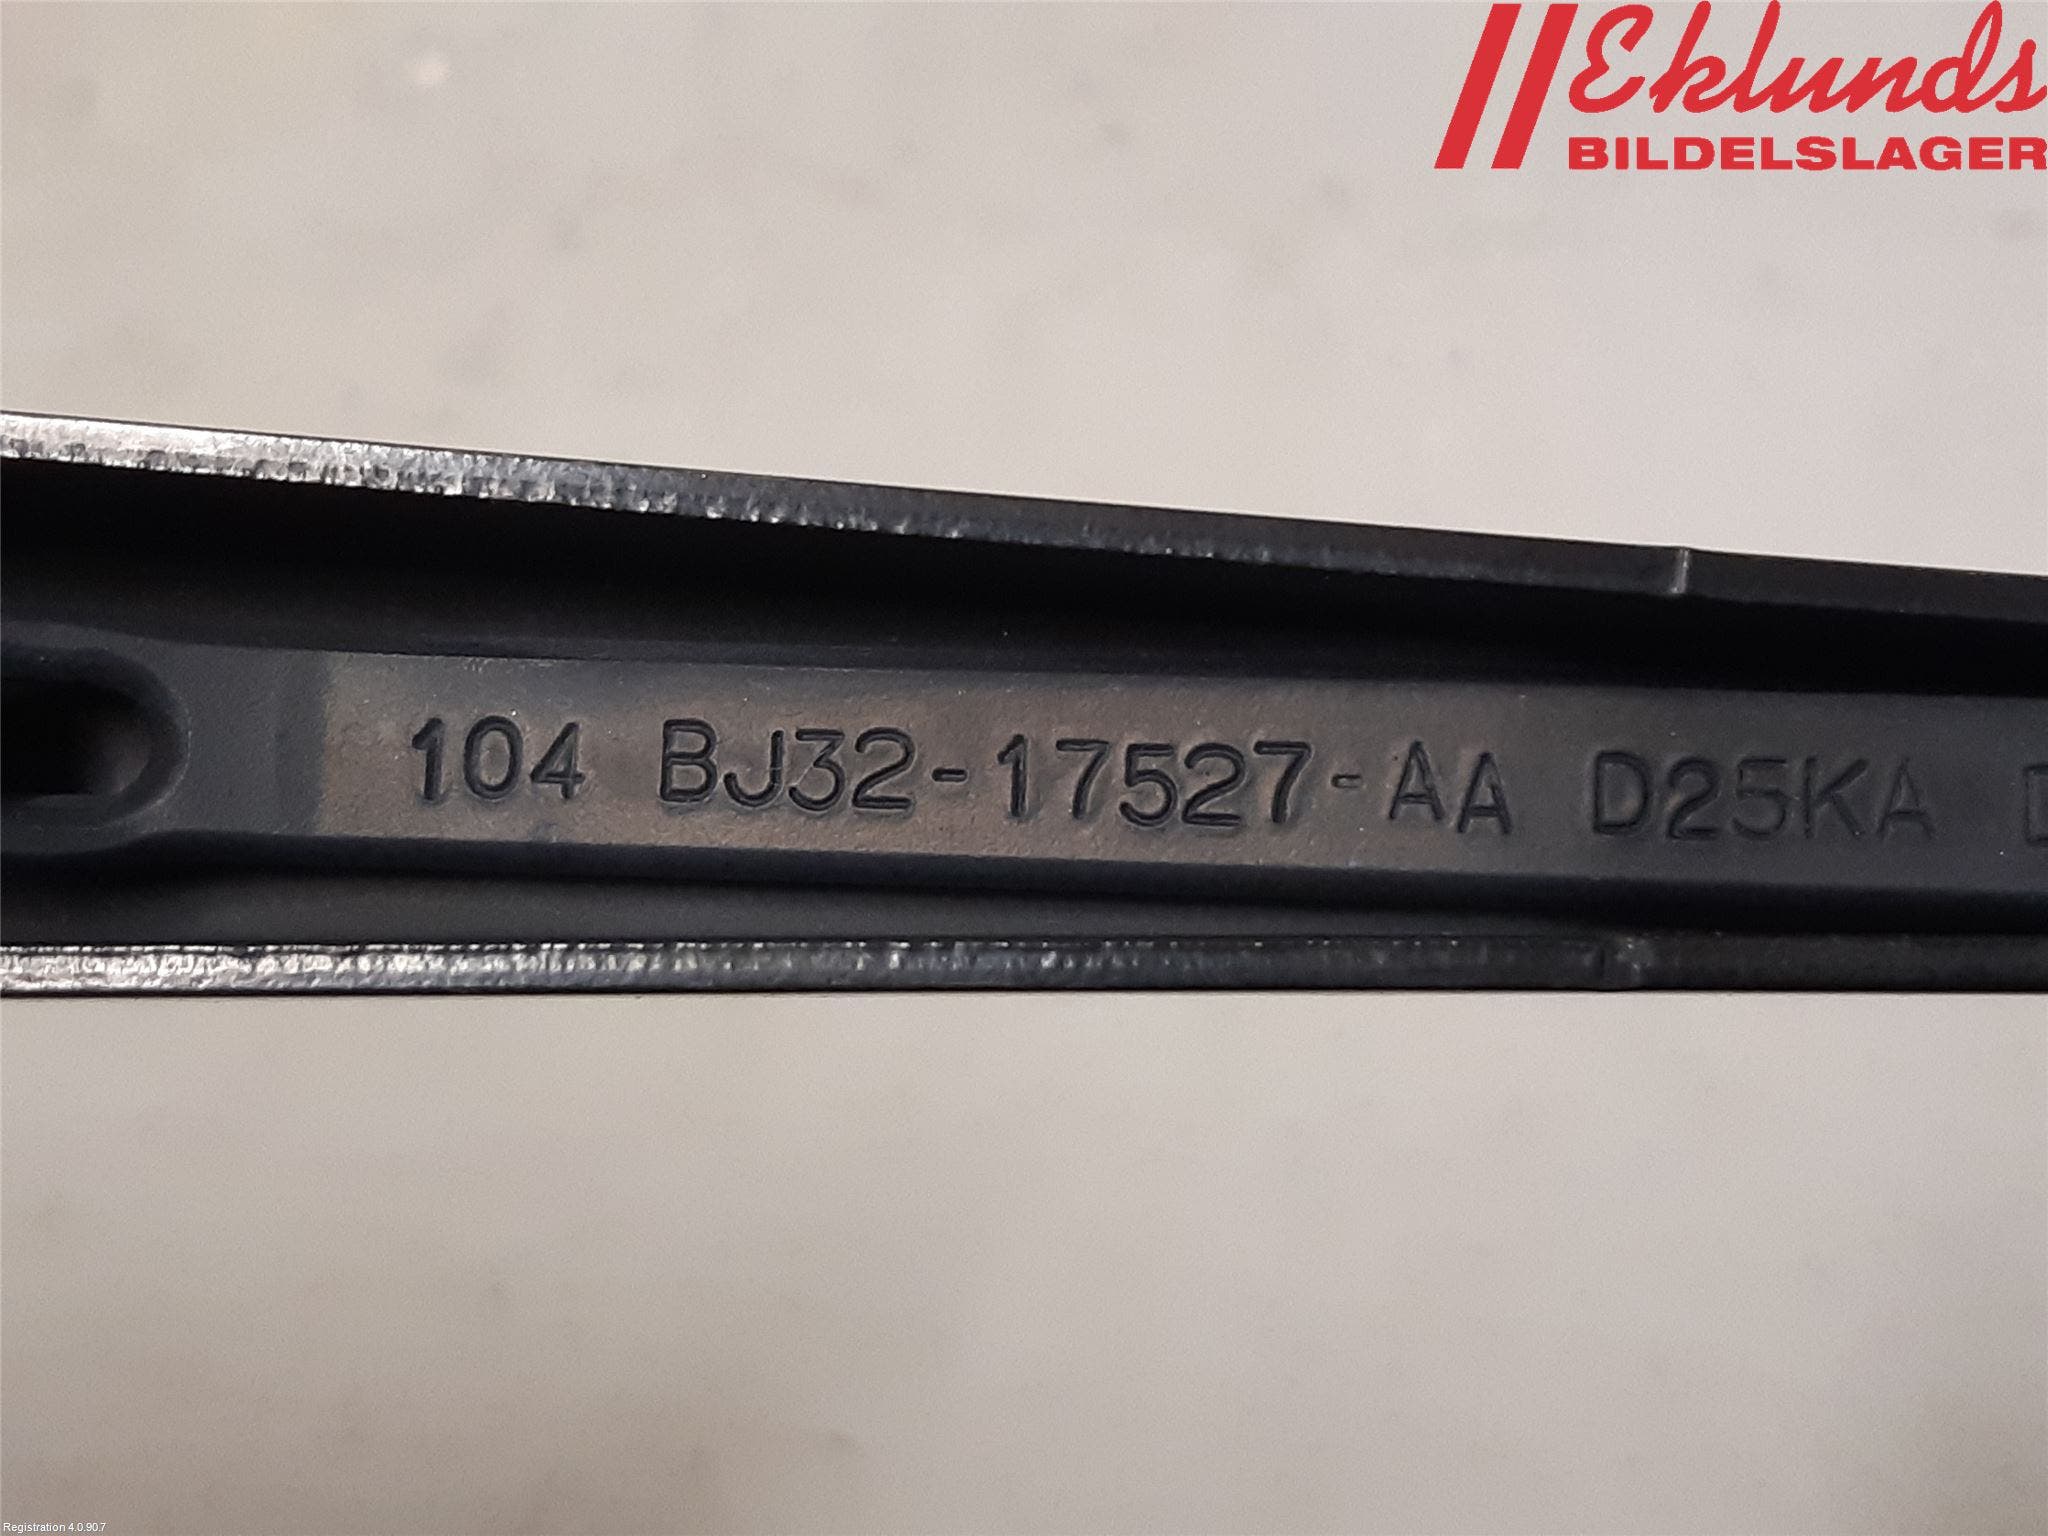 Eklunds
BILDELSLAGER
104 BJ32-17527-AA D25KA
Registration 4.0.90.7